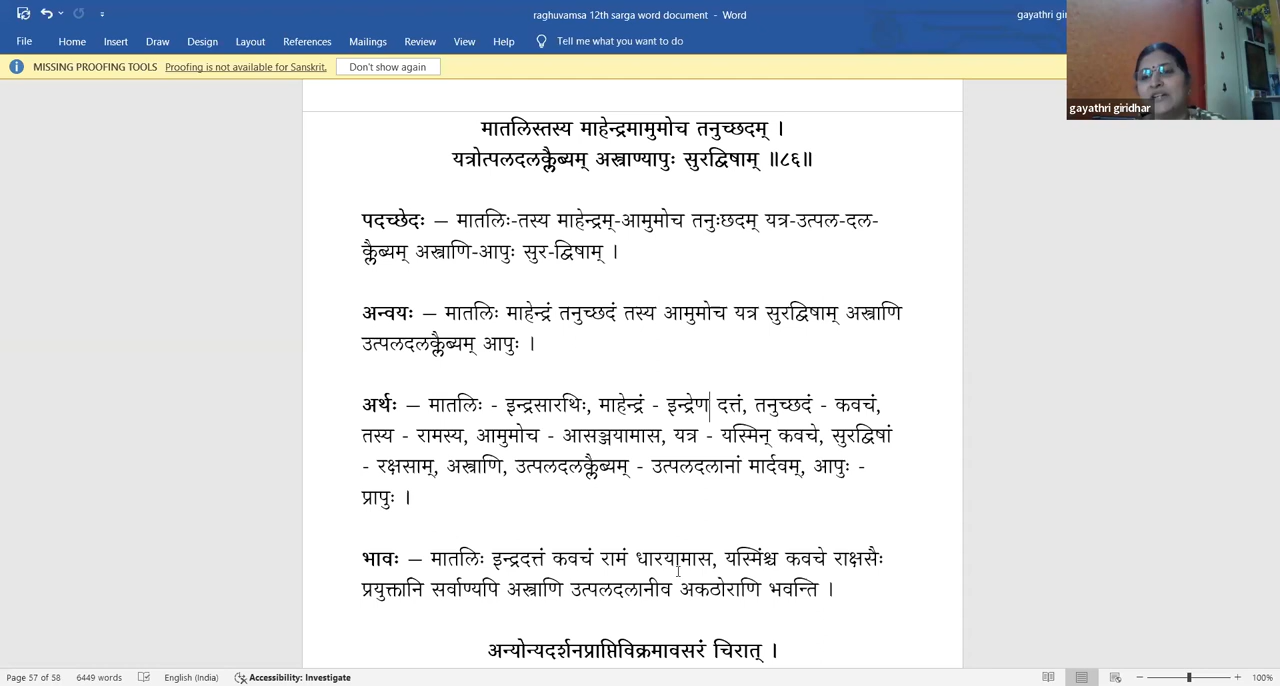 raghuvamsa 12th sarga word document - Word
gayathri giri
File Home Insert Draw Design Layout References Mailings Review View Help Tell me what you want to do
MISSING PROOFING TOOLS Proofing is not available for Sanskrit. Don't show again
gayathri giridhar
मातलिस्तस्य माहेन्द्रमामुमोच तनुच्छदम् ।
यत्रोत्पलदलक्लैब्यम् अस्त्राण्यापुः सुरद्विषाम् ॥८६॥
पदच्छेदः – मातलिः-तस्य माहेन्द्रम्-आमुमोच तनुःछदम् यत्र-उत्पल-दल-
क्लैब्यम् अस्त्राणि-आपुः सुर-द्विषाम् ।
अन्वयः – मातलिः माहेन्द्रं तनुच्छदं तस्य आमुमोच यत्र सुरद्विषाम् अस्त्राणि
उत्पलदलक्लैब्यम् आपुः ।
अर्थः – मातलिः - इन्द्रसारथिः, माहेन्द्रं - इन्द्रेण दत्तं, तनुच्छदं - कवचं,
तस्य - रामस्य, आमुमोच - आसञ्जयामास, यत्र - यस्मिन् कवचे, सुरद्विषां
- रक्षसाम्, अस्त्राणि, उत्पलदलक्लैब्यम् - उत्पलदलानां मार्दवम्, आपुः -
प्रापुः ।
भावः – मातलिः इन्द्रदत्तं कवचं रामं धारयामास, यस्मिंश्च कवचे राक्षसैः
प्रयुक्तानि सर्वाण्यपि अस्त्राणि उत्पलदलानीव अकठोराणि भवन्ति ।
अन्योन्यदर्शनप्राप्तिविक्रमावसरं चिरात् ।
Page 57 of 58 6449 words English (India) Accessibility: Investigate 100%